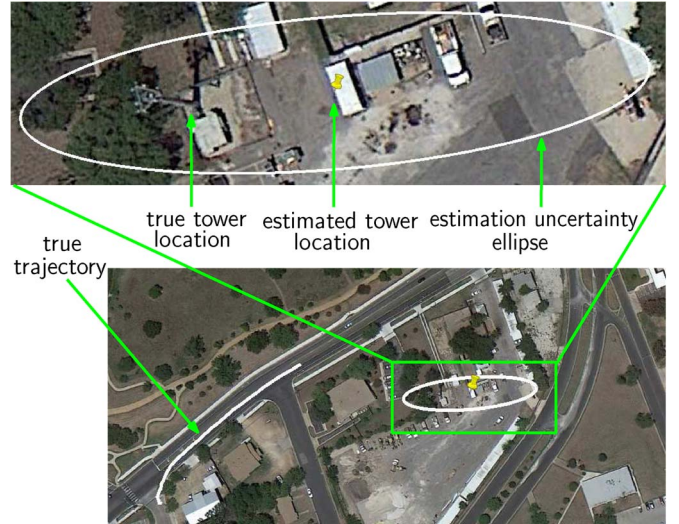 true tower
location
estimated tower
location
estimation uncertainty
ellipse
true
trajectory